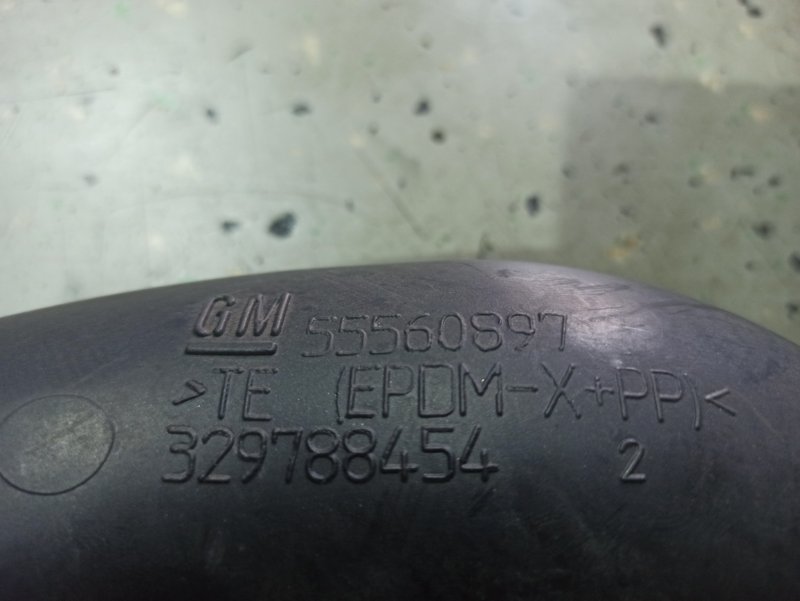 GM 55560897
>TE (EPDM-X+PP)<
329788454 2